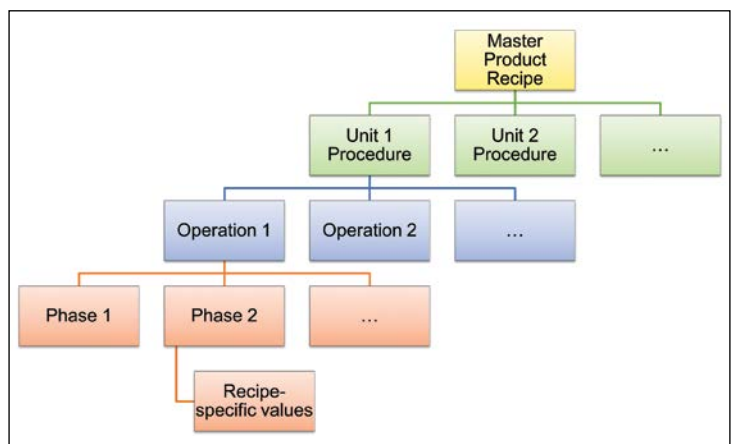 Master
Product
Recipe
Unit 1
Procedure
Unit 2
Procedure
...
Operation 1
Operation 2
...
Phase 1
Phase 2
...
Recipe-
specific values